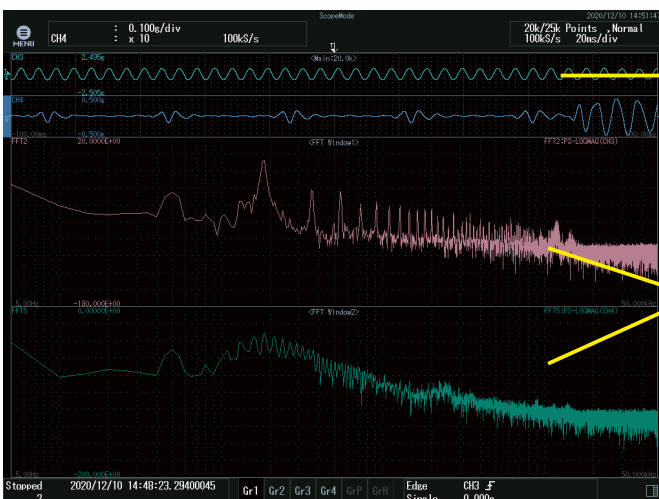 ScopeMode
2020/12/10 14:51:4
MENU
CH4 : 0.100g/div
: x 10 100kS/s
20k/25k Points , Normal
100kS/s 20ms/div
CH3 2.495g <Main:20.0k>
-2.505g
CH4 0.500g
-0.500g
FFT2 20.0000E+00 <FFT Window1> FFT2:PS-LOGMAG(CH3)
5.00Hz -180.000E+00 50.000kHz
FFT5 0.00000E+00 <FFT Window2> FFT5:PS-LOGMAG(CH4)
5.00Hz -200.000E+00 50.000kHz
Stopped 2020/12/10 14:48:23.29400045 Gr1 Gr2 Gr3 Gr4 GrP GrH Edge CH3
2 Single 0.000g